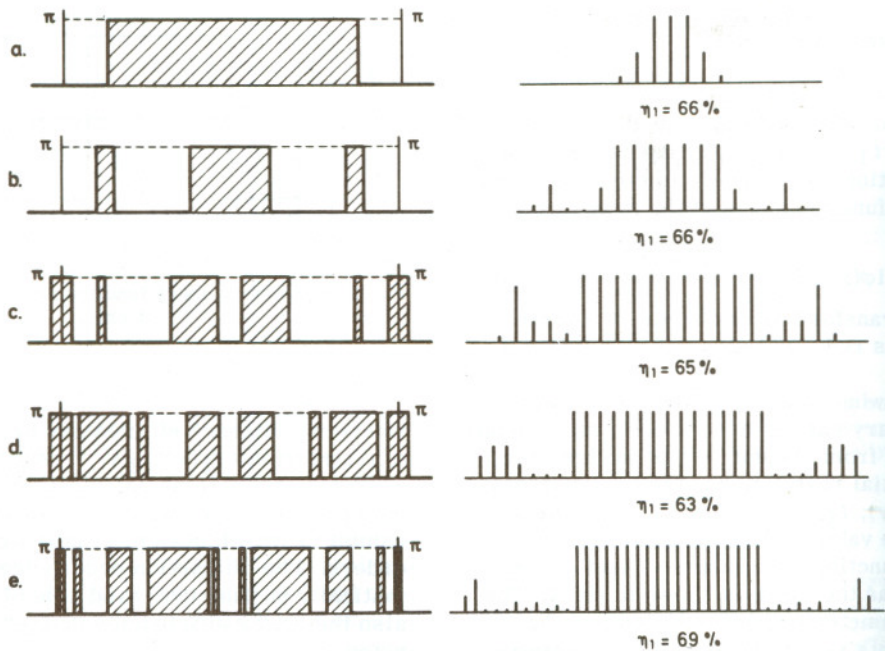 a. π π
η₁ = 66 %
b. π π
η₁ = 66 %
c. π π
η₁ = 65 %
d. π π
η₁ = 63 %
e. π π
η₁ = 69 %